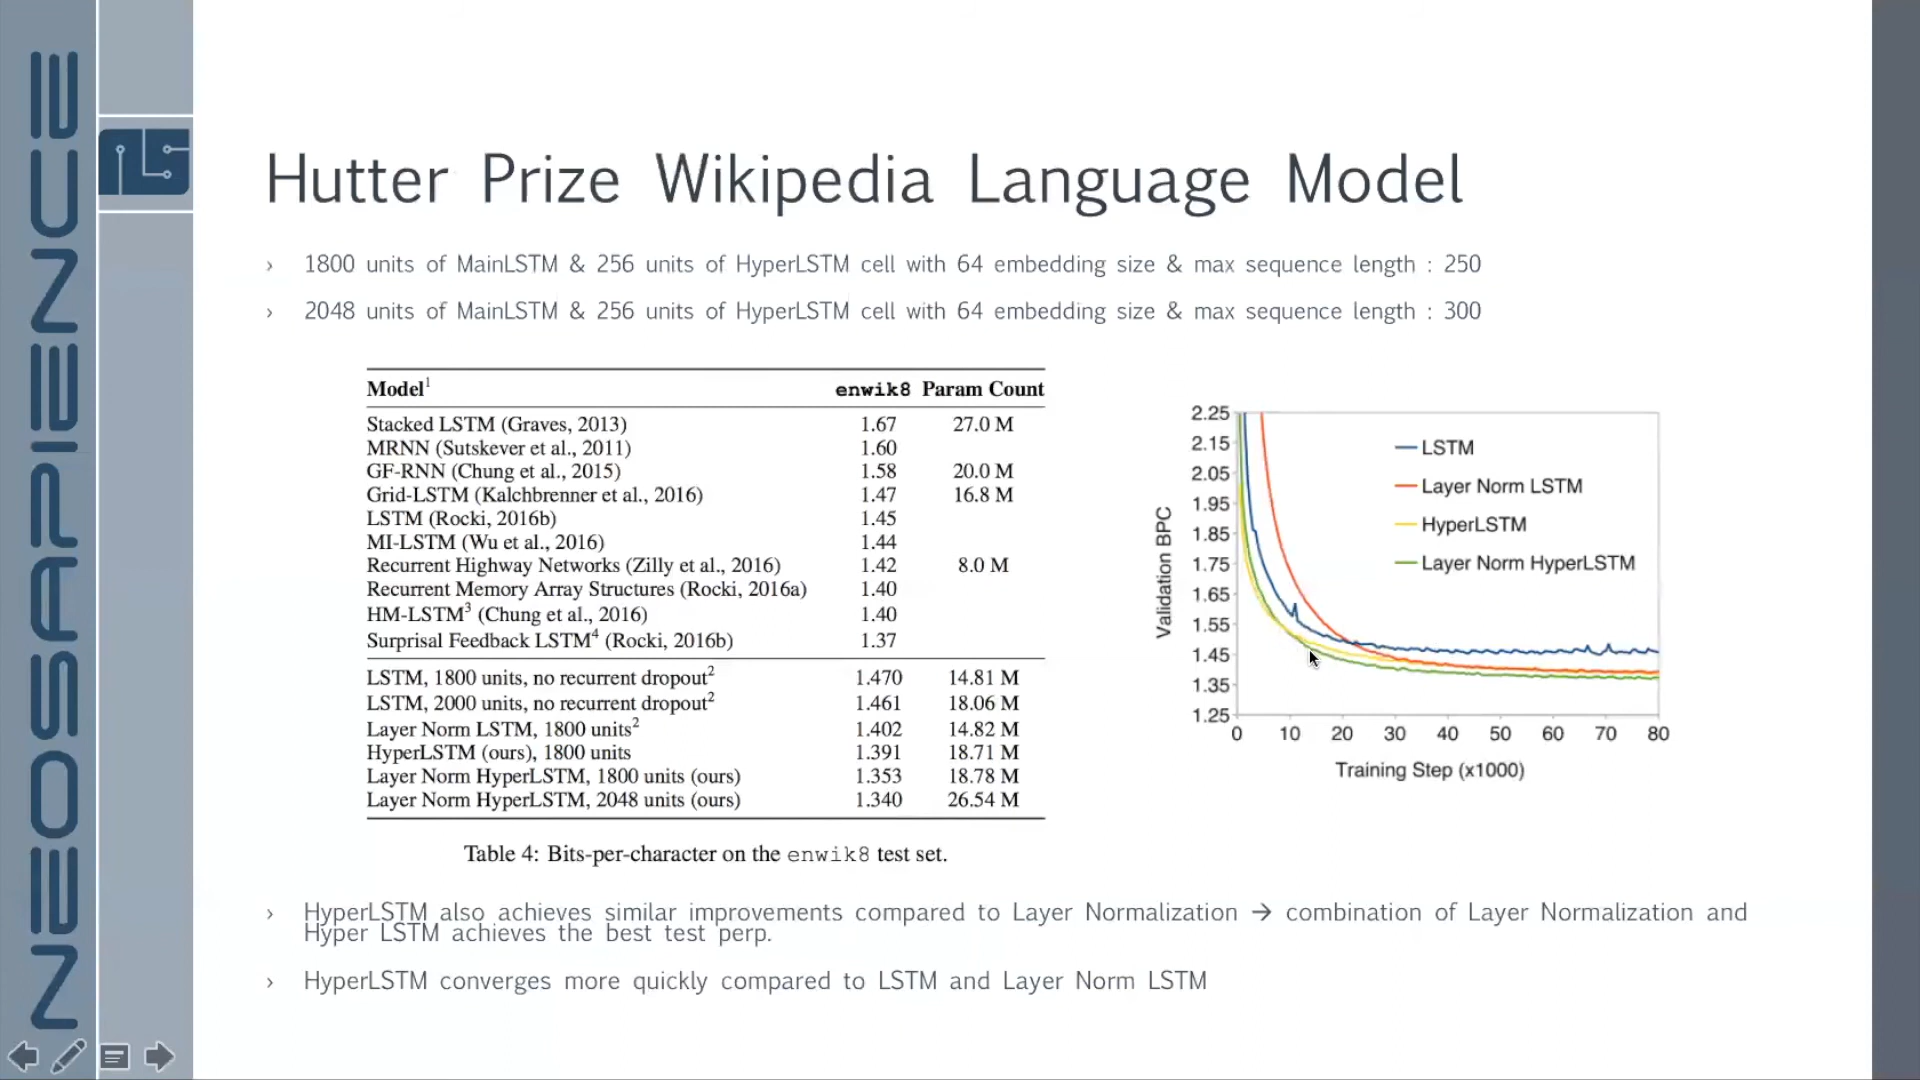 NEOSAPIENCE
Hutter Prize Wikipedia Language Model
› 1800 units of MainLSTM & 256 units of HyperLSTM cell with 64 embedding size & max sequence length : 250
› 2048 units of MainLSTM & 256 units of HyperLSTM cell with 64 embedding size & max sequence length : 300
Model¹ enwik8 Param Count
Stacked LSTM (Graves, 2013) 1.67 27.0 M
MRNN (Sutskever et al., 2011) 1.60
GF-RNN (Chung et al., 2015) 1.58 20.0 M
Grid-LSTM (Kalchbrenner et al., 2016) 1.47 16.8 M
LSTM (Rocki, 2016b) 1.45
MI-LSTM (Wu et al., 2016) 1.44
Recurrent Highway Networks (Zilly et al., 2016) 1.42 8.0 M
Recurrent Memory Array Structures (Rocki, 2016a) 1.40
HM-LSTM³ (Chung et al., 2016) 1.40
Surprisal Feedback LSTM⁴ (Rocki, 2016b) 1.37
LSTM, 1800 units, no recurrent dropout² 1.470 14.81 M
LSTM, 2000 units, no recurrent dropout² 1.461 18.06 M
Layer Norm LSTM, 1800 units² 1.402 14.82 M
HyperLSTM (ours), 1800 units 1.391 18.71 M
Layer Norm HyperLSTM, 1800 units (ours) 1.353 18.78 M
Layer Norm HyperLSTM, 2048 units (ours) 1.340 26.54 M
Table 4: Bits-per-character on the enwik8 test set.
Validation BPC
2.25
2.15
2.05
1.95
1.85
1.75
1.65
1.55
1.45
1.35
1.25
LSTM
Layer Norm LSTM
HyperLSTM
Layer Norm HyperLSTM
0 10 20 30 40 50 60 70 80
Training Step (x1000)
› HyperLSTM also achieves similar improvements compared to Layer Normalization → combination of Layer Normalization and
Hyper LSTM achieves the best test perp.
› HyperLSTM converges more quickly compared to LSTM and Layer Norm LSTM